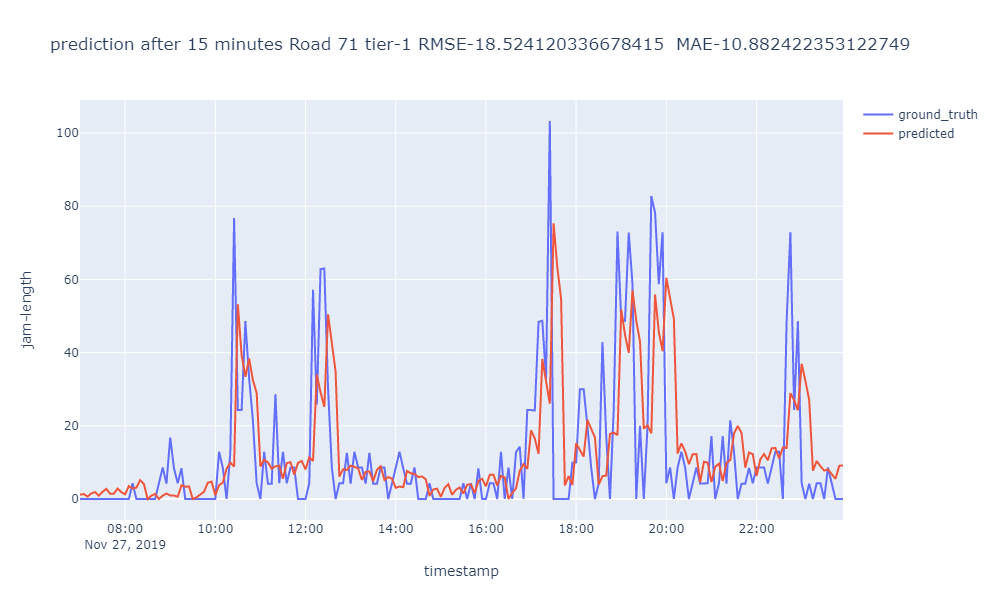 prediction after 15 minutes Road 71 tier-1 RMSE-18.524120336678415  MAE-10.882422353122749
ground_truth
predicted
100
80
60
40
20
0
jam-length
08:00 10:00 12:00 14:00 16:00 18:00 20:00 22:00
Nov 27, 2019
timestamp